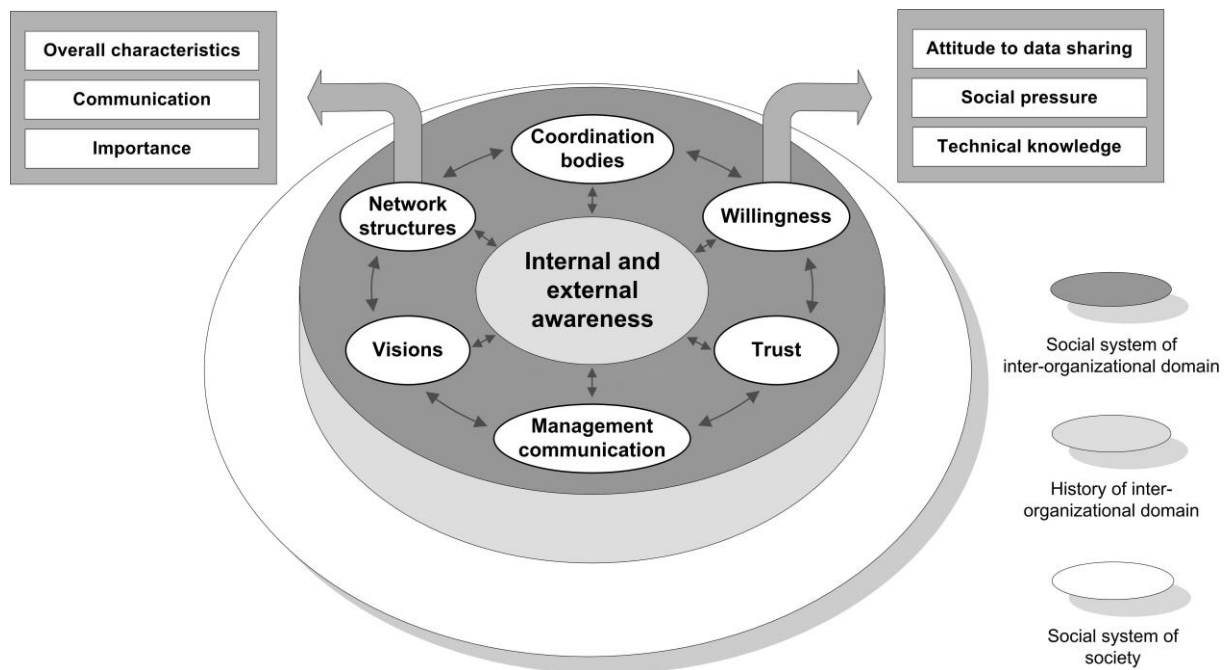 Overall characteristics
Communication
Importance
Attitude to data sharing
Social pressure
Technical knowledge
Coordination
bodies
Network
structures
Willingness
Internal and
external
awareness
Visions
Trust
Management
communication
Social system of
inter-organizational domain
History of inter-
organizational domain
Social system of
society